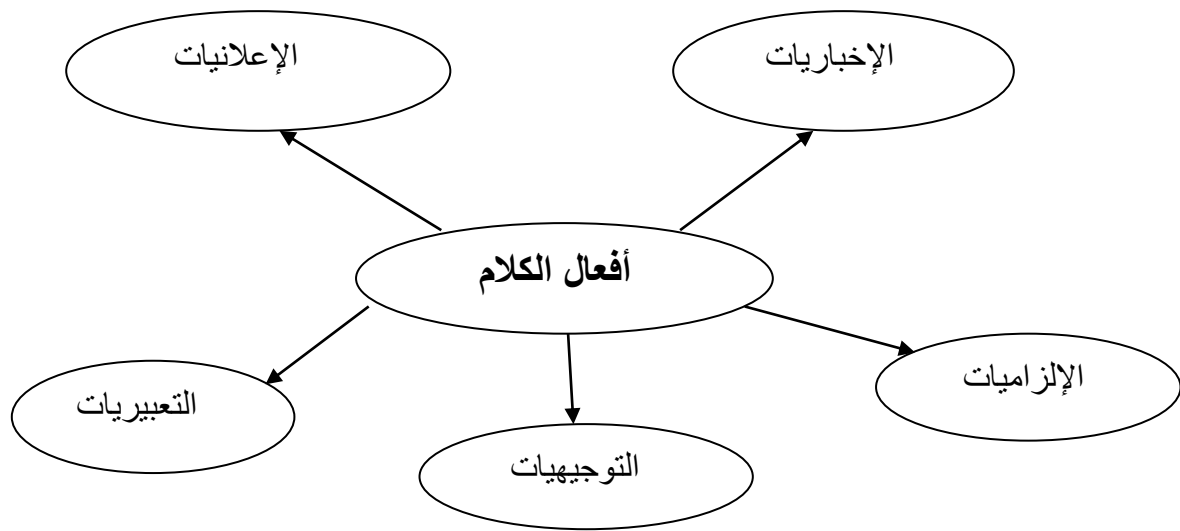 الإخباريات
الإعلانيات
أفعال الكلام
الإلزاميات
التعبيريات
التوجيهيات